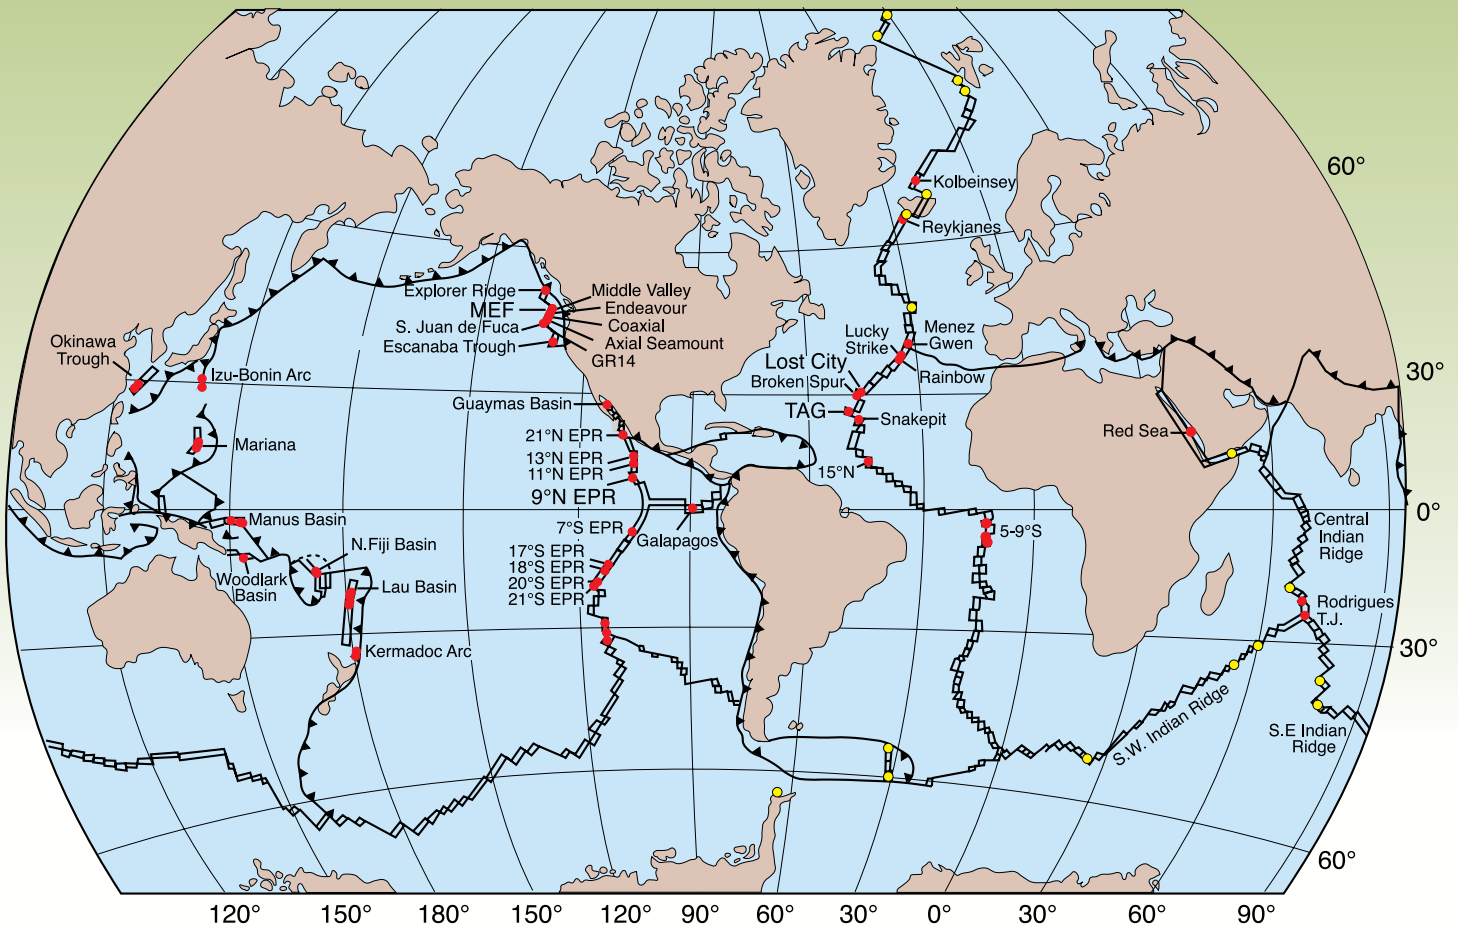 60°
Kolbeinsey
Reykjanes
Explorer Ridge
MEF
S. Juan de Fuca
Escanaba Trough
Middle Valley
Endeavour
Coaxial
Axial Seamount
GR14
Okinawa
Trough
Izu-Bonin Arc
Mariana
Lucky
Strike
Menez
Gwen
Lost City
Broken Spur
Rainbow
TAG
Snakepit
15°N
30°
Guaymas Basin
21°N EPR
13°N EPR
11°N EPR
9°N EPR
7°S EPR
Galapagos
17°S EPR
18°S EPR
20°S EPR
21°S EPR
Red Sea
0°
Manus Basin
N.Fiji Basin
Woodlark
Basin
Lau Basin
Kermadoc Arc
5-9°S
Central
Indian
Ridge
Rodrigues
T.J.
30°
S.W. Indian Ridge
S.E Indian
Ridge
60°
120° 150° 180° 150° 120° 90° 60° 30° 0° 30° 60° 90°